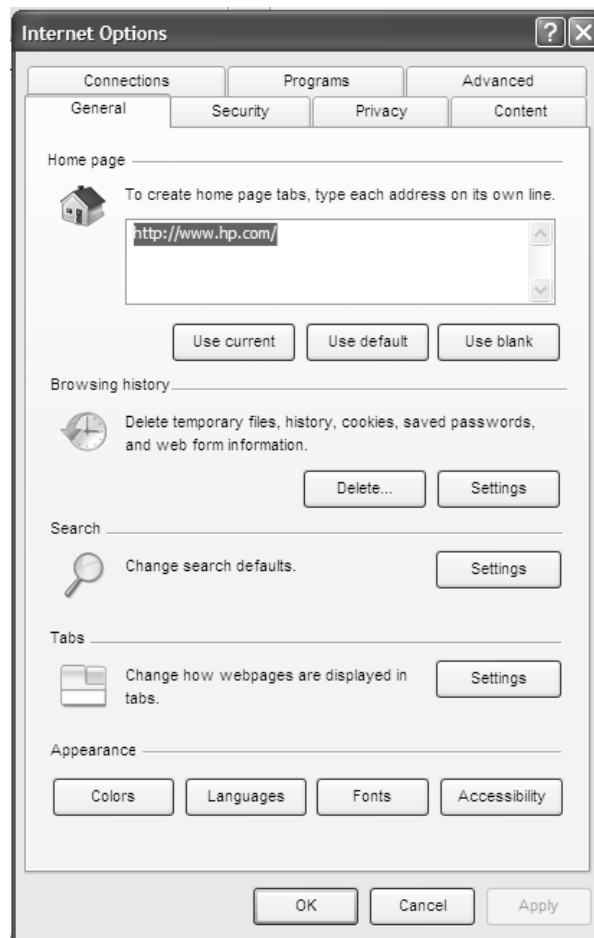 Internet Options
Connections Programs Advanced
General Security Privacy Content
Home page
To create home page tabs, type each address on its own line.
http://www.hp.com/
Use current Use default Use blank
Browsing history
Delete temporary files, history, cookies, saved passwords,
and web form information.
Delete... Settings
Search
Change search defaults.
Settings
Tabs
Change how webpages are displayed in
tabs.
Settings
Appearance
Colors Languages Fonts Accessibility
OK Cancel Apply